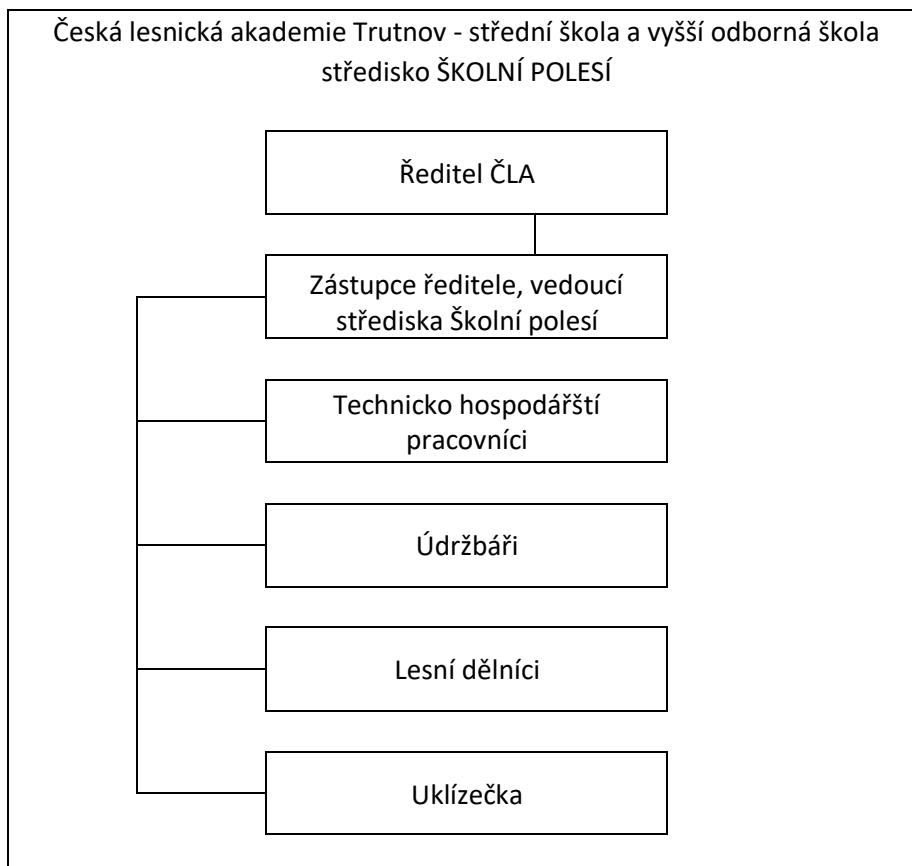 Česká lesnická akademie Trutnov - střední škola a vyšší odborná škola
středisko ŠKOLNÍ POLESÍ
Ředitel ČLA
Zástupce ředitele, vedoucí
střediska Školní polesí
Technicko hospodářští
pracovníci
Údržbáři
Lesní dělníci
Uklízečka